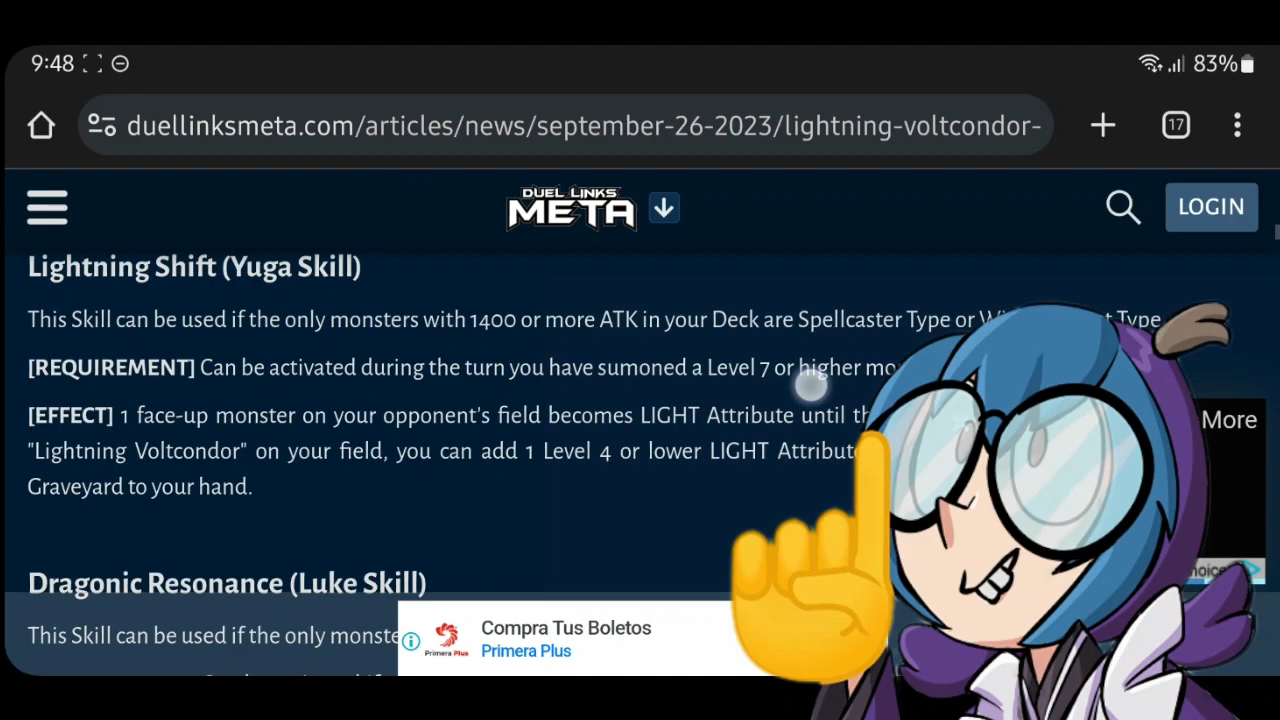 9:48 83%
duellinksmeta.com/articles/news/september-26-2023/lightning-voltcondor-
17
DUEL LINKS
META
LOGIN
Lightning Shift (Yuga Skill)
This Skill can be used if the only monsters with 1400 or more ATK in your Deck are Spellcaster Type or Type
[REQUIREMENT] Can be activated during the turn you have sumoned a Level 7 or higher
[EFFECT] 1 face-up monster on your opponent's field becomes LIGHT Attribute until
More
"Lightning Voltcondor" on your field, you can add 1 Level 4 or lower LIGHT Attribute
Graveyard to your hand.
Dragonic Resonance (Luke Skill)
This Skill can be used if the only
Compra Tus Boletos
Primera Plus
Primera Plus